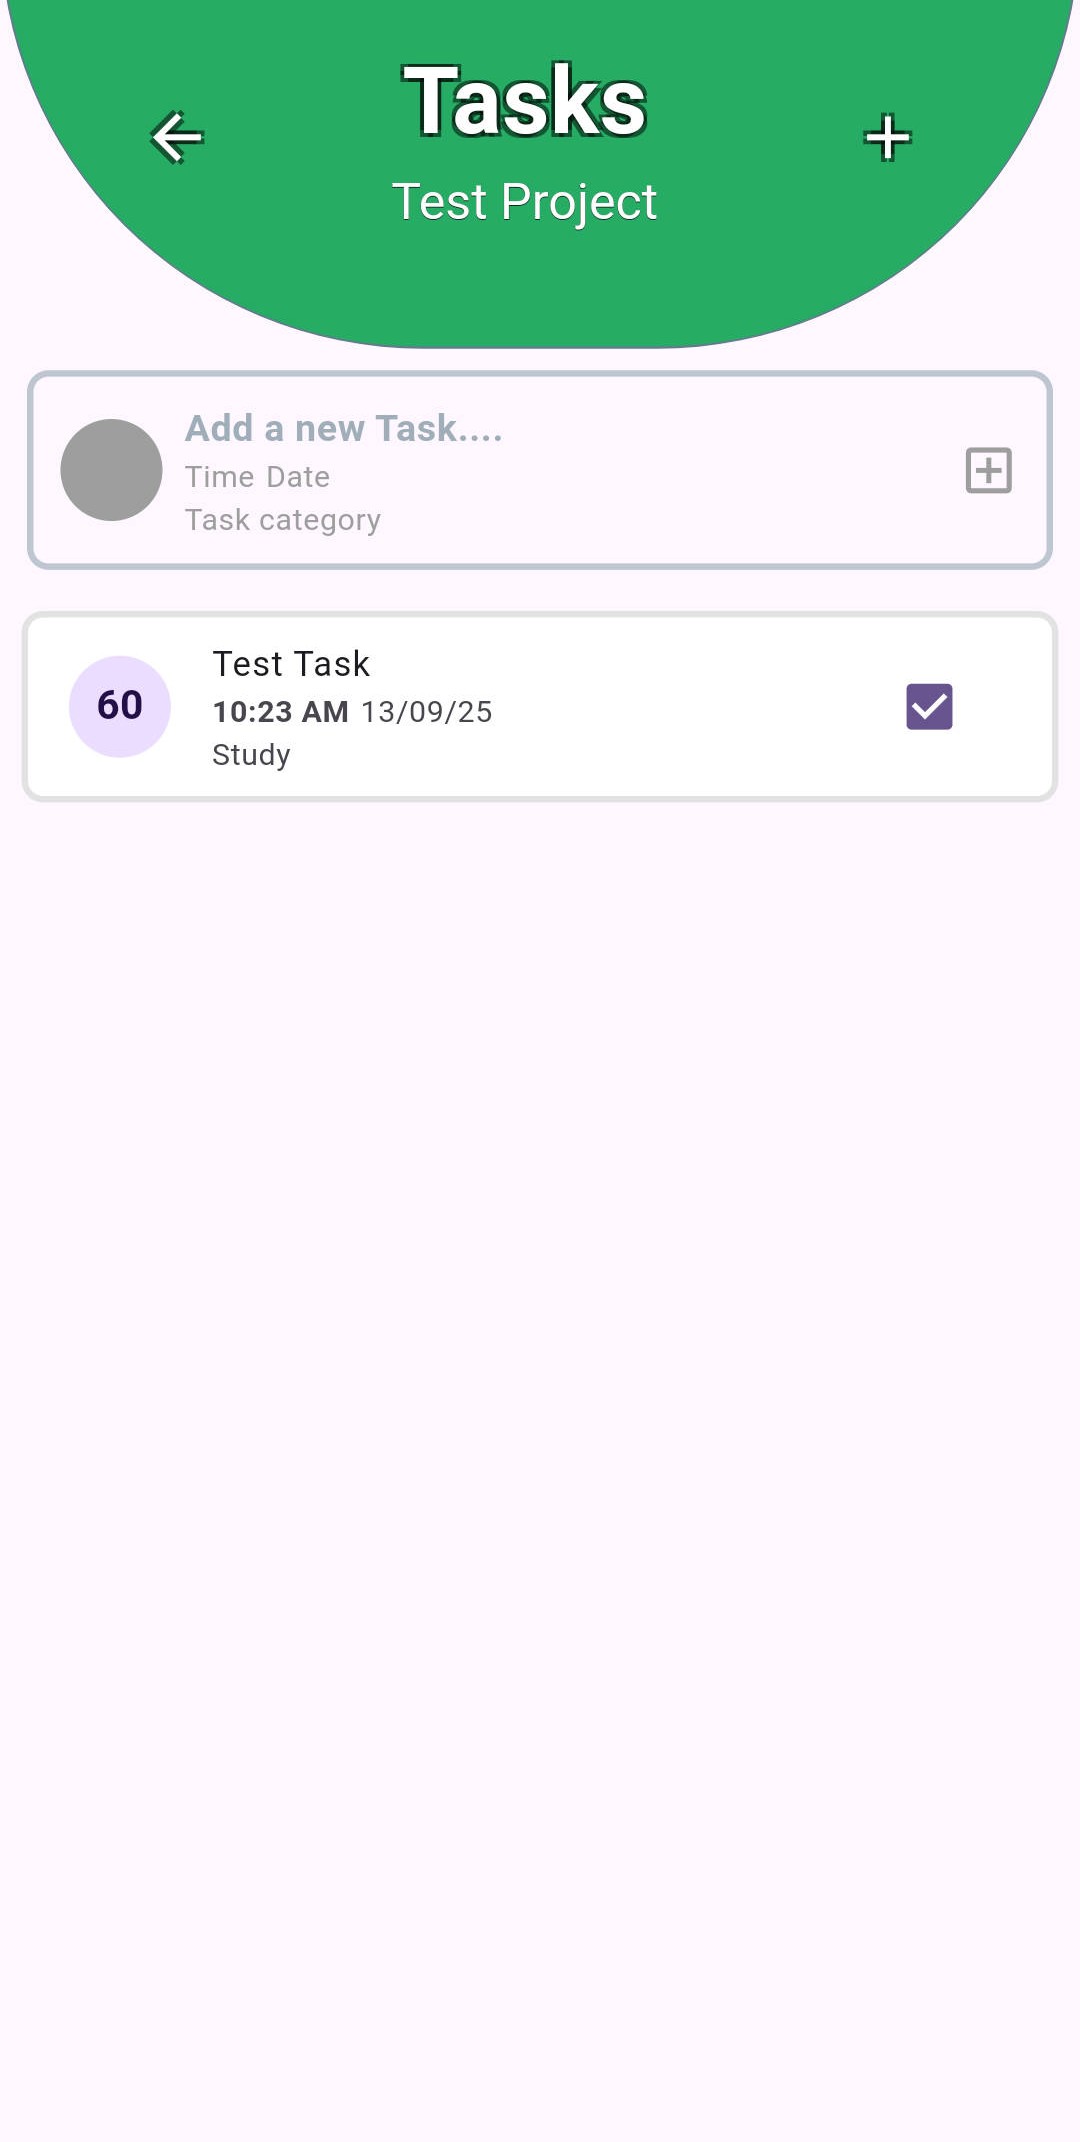 Tasks
Test Project
Add a new Task....
Time Date
Task category
60
Test Task
10:23 AM 13/09/25
Study